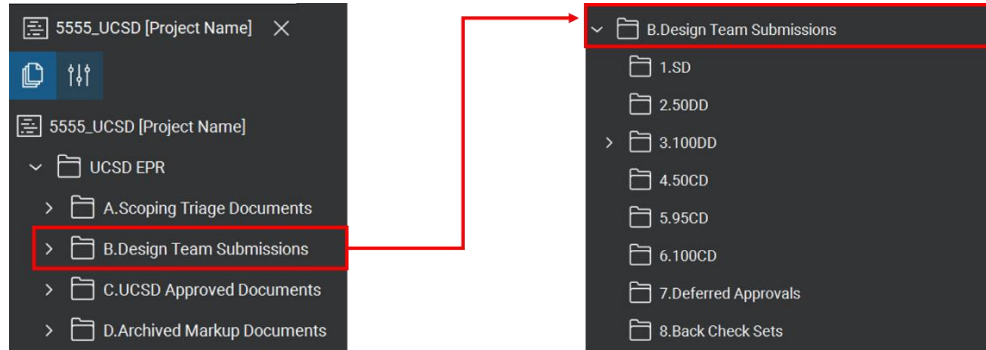 5555_UCSD [Project Name]
5555_UCSD [Project Name]
UCSD EPR
A.Scoping Triage Documents
B.Design Team Submissions
C.UCSD Approved Documents
D.Archived Markup Documents
B.Design Team Submissions
1.SD
2.50DD
3.100DD
4.50CD
5.95CD
6.100CD
7.Deferred Approvals
8.Back Check Sets